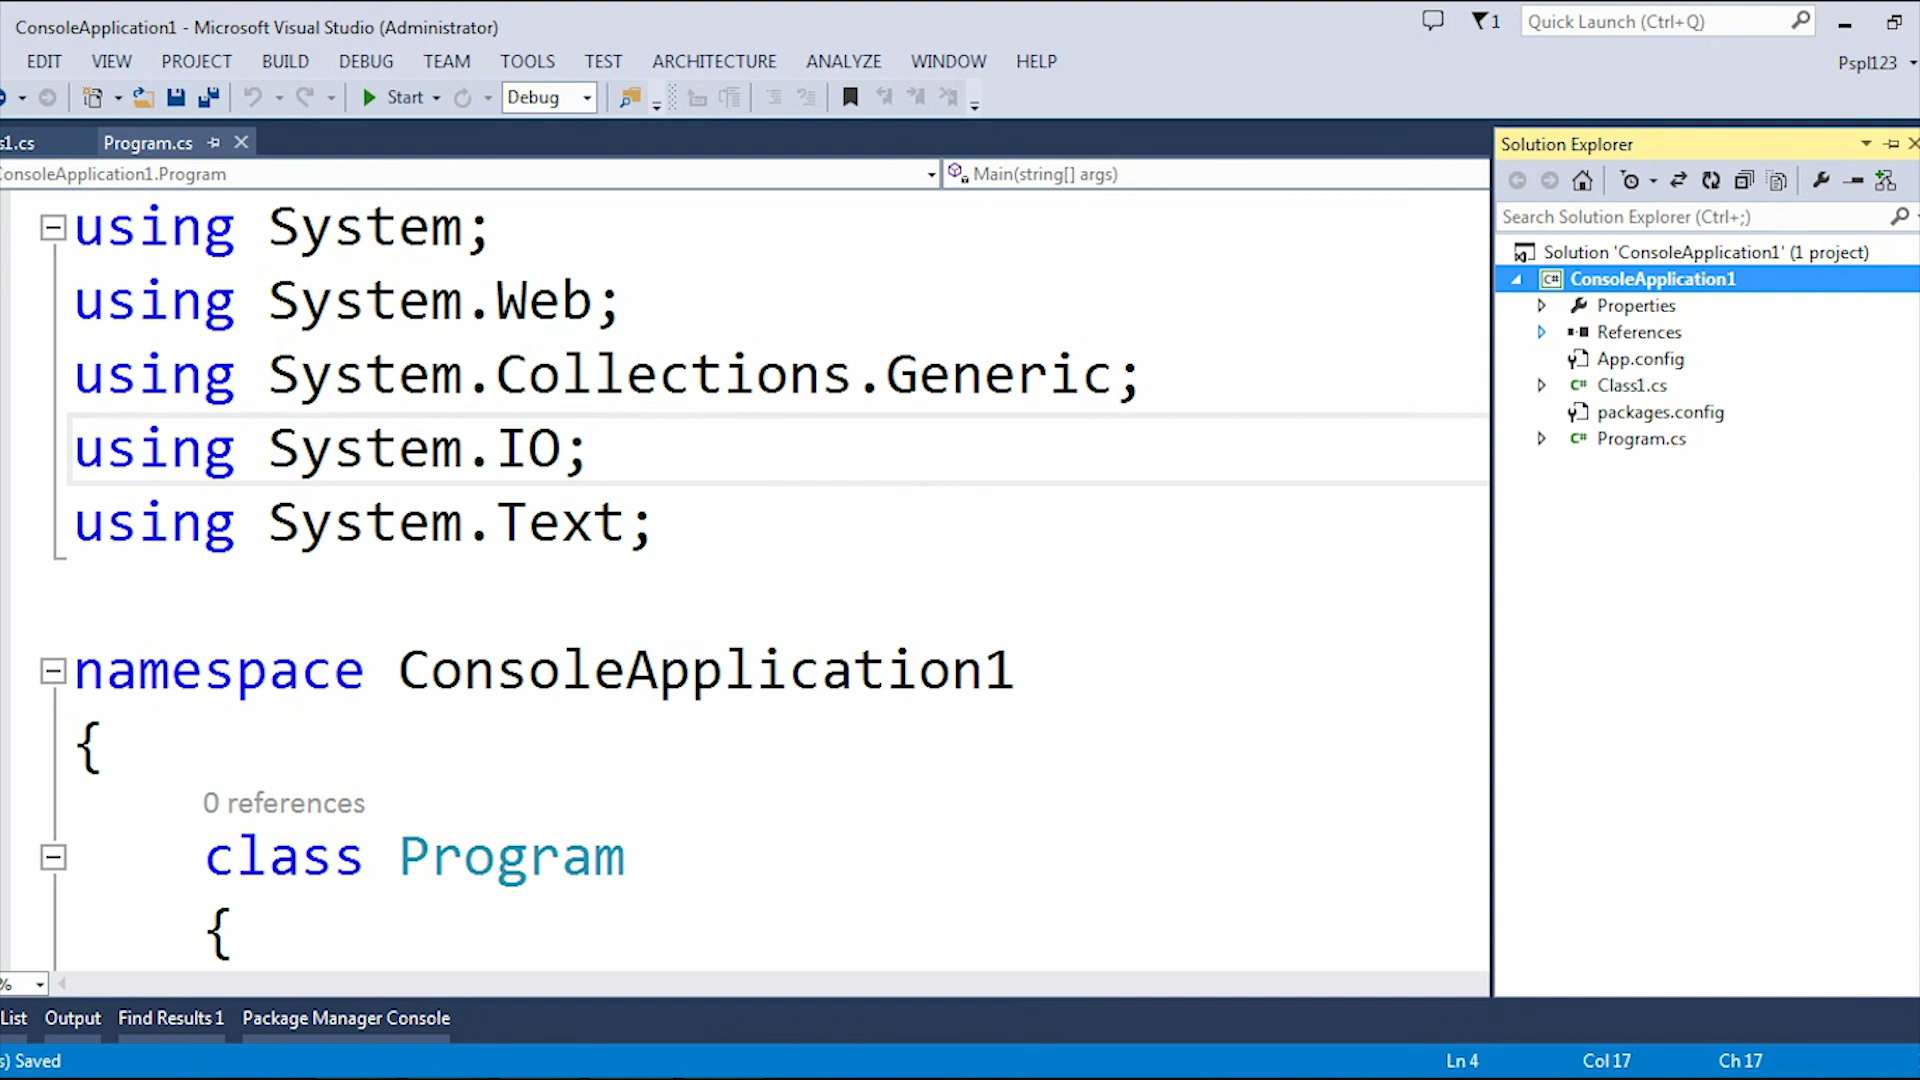 ConsoleApplication1 - Microsoft Visual Studio (Administrator)
1
Quick Launch (Ctrl+Q)
EDIT VIEW PROJECT BUILD DEBUG TEAM TOOLS TEST ARCHITECTURE ANALYZE WINDOW HELP
Pspl123
Start
Debug
s1.cs
Program.cs
onsoleApplication1.Program
Main(string[] args)
using System;
using System.Web;
using System.Collections.Generic;
using System.IO;
using System.Text;
namespace ConsoleApplication1
{
0 references
class Program
{
%
Solution Explorer
Search Solution Explorer (Ctrl+;)
Solution 'ConsoleApplication1' (1 project)
C# ConsoleApplication1
Properties
References
App.config
C# Class1.cs
packages.config
C# Program.cs
List Output Find Results 1 Package Manager Console
s) Saved
Ln 4 Col 17 Ch 17